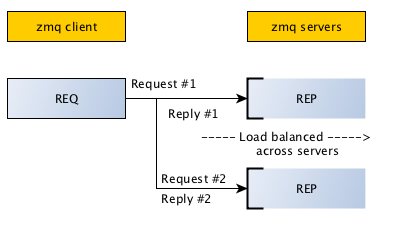 zmq client
zmq servers
Request #1
REQ
REP
Reply #1
----- Load balanced ----->
across servers
Request #2
REP
Reply #2